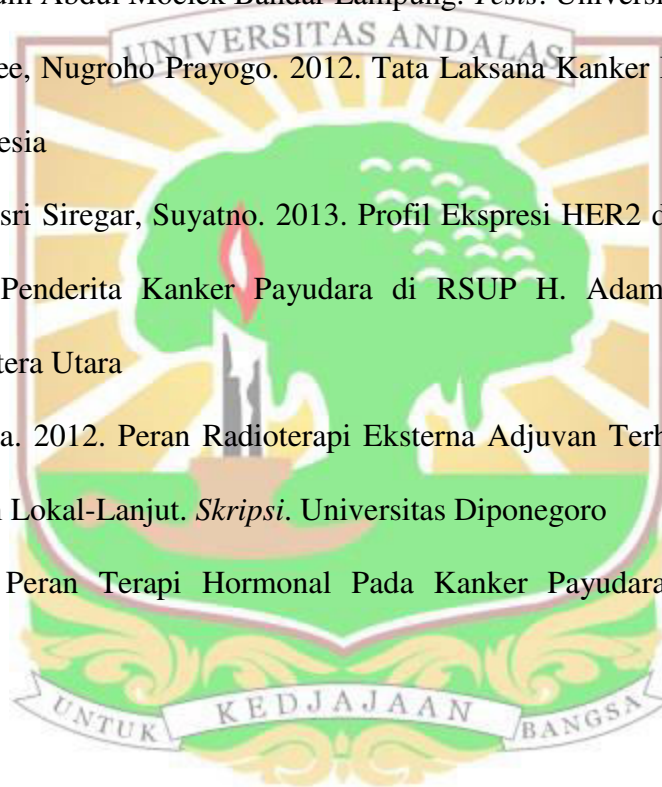 um Abdul Moelek Bandar Lampung. Tesis. Universi
UNIVERSITAS ANDALAS
ee, Nugroho Prayogo. 2012. Tata Laksana Kanker
esia
sri Siregar, Suyatno. 2013. Profil Ekspresi HER2 d
Penderita Kanker Payudara di RSUP H. Adam
tera Utara
a. 2012. Peran Radioterapi Eksterna Adjuvan Terh
Lokal-Lanjut. Skripsi. Universitas Diponegoro
Peran Terapi Hormonal Pada Kanker Payudara
UNTUK KEDJAJAAN BANGSA